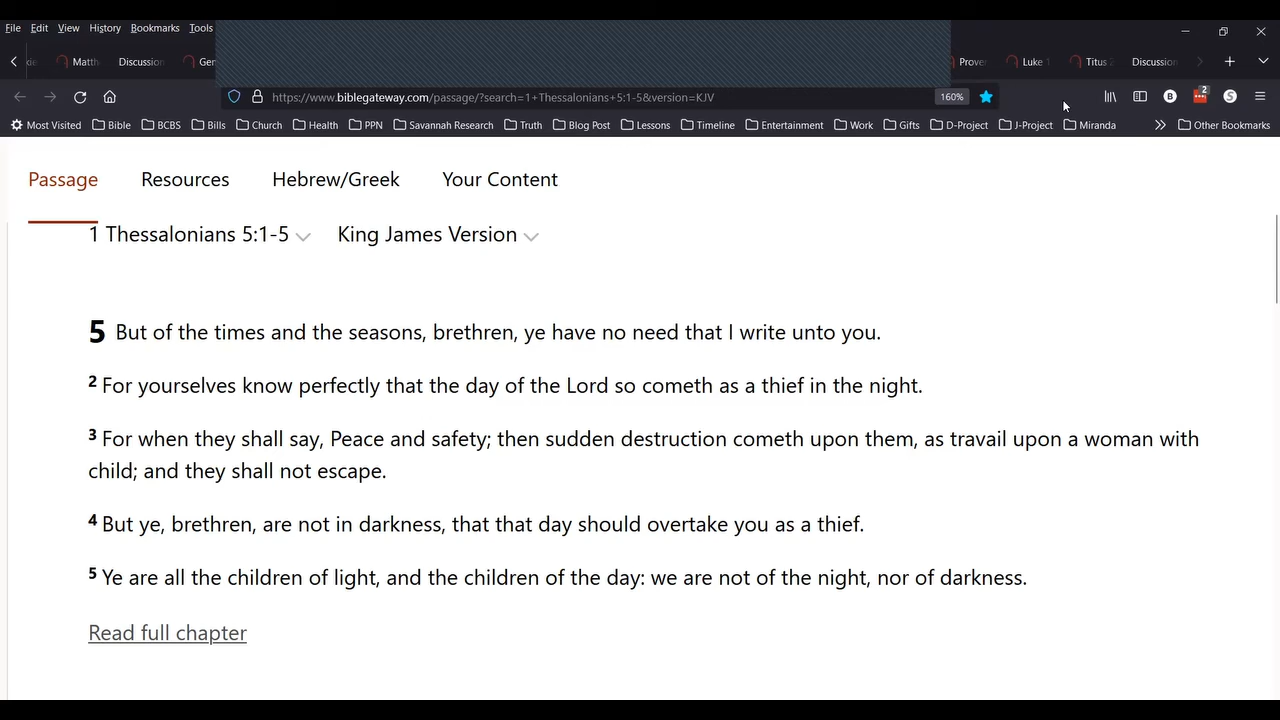 File Edit View History Bookmarks Tools
Matth Discussion Gen Prover Luke 1 Titus 2 Discussion
https://www.biblegateway.com/passage/?search=1+Thessalonians+5:1-5&version=KJV 160% B 2 S
Most Visited Bible BCBS Bills Church Health PPN Savannah Research Truth Blog Post Lessons Timeline Entertainment Work Gifts D-Project J-Project Miranda Other Bookmarks
Passage Resources Hebrew/Greek Your Content
1 Thessalonians 5:1-5 King James Version
5 But of the times and the seasons, brethren, ye have no need that I write unto you.
2 For yourselves know perfectly that the day of the Lord so cometh as a thief in the night.
3 For when they shall say, Peace and safety; then sudden destruction cometh upon them, as travail upon a woman with
child; and they shall not escape.
4 But ye, brethren, are not in darkness, that that day should overtake you as a thief.
5 Ye are all the children of light, and the children of the day: we are not of the night, nor of darkness.
Read full chapter